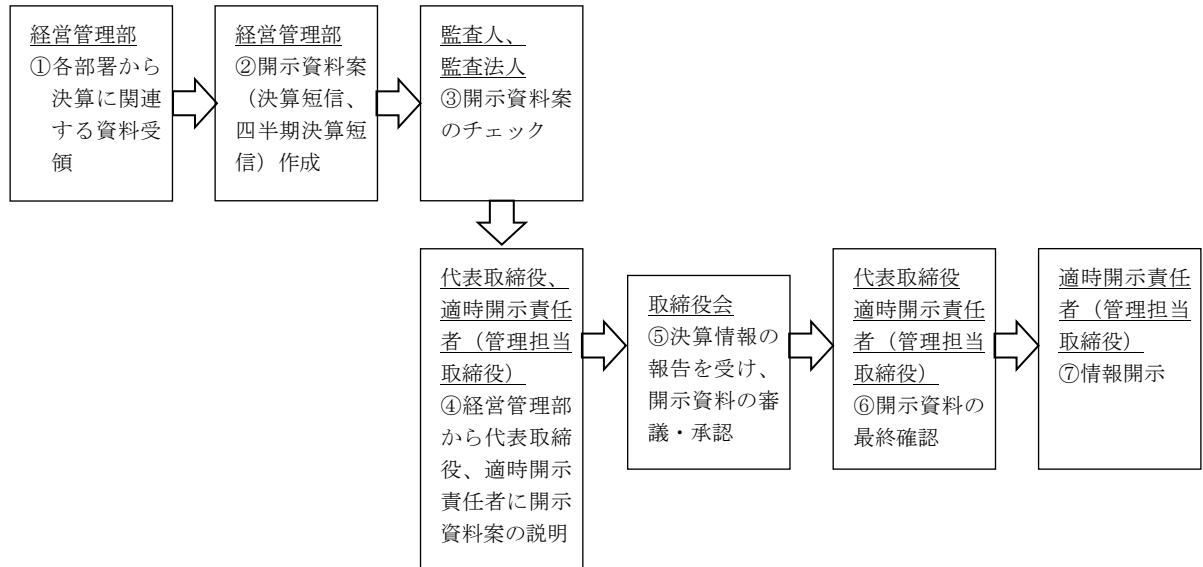 経営管理部
①各部署から
決算に関連
する資料受
領
経営管理部
②開示資料案
(決算短信、
四半期決算短
信)作成
監査人、
監査法人
③開示資料案
のチェック
代表取締役、
適時開示責任
者(管理担当
取締役)
④経営管理部
から代表取締
役、適時開示
責任者に開示
資料案の説明
取締役会
⑤決算情報の
報告を受け、
開示資料の審
議・承認
代表取締役
適時開示責任
者(管理担当
取締役)
⑥開示資料の
最終確認
適時開示責任
者(管理担当
取締役)
⑦情報開示